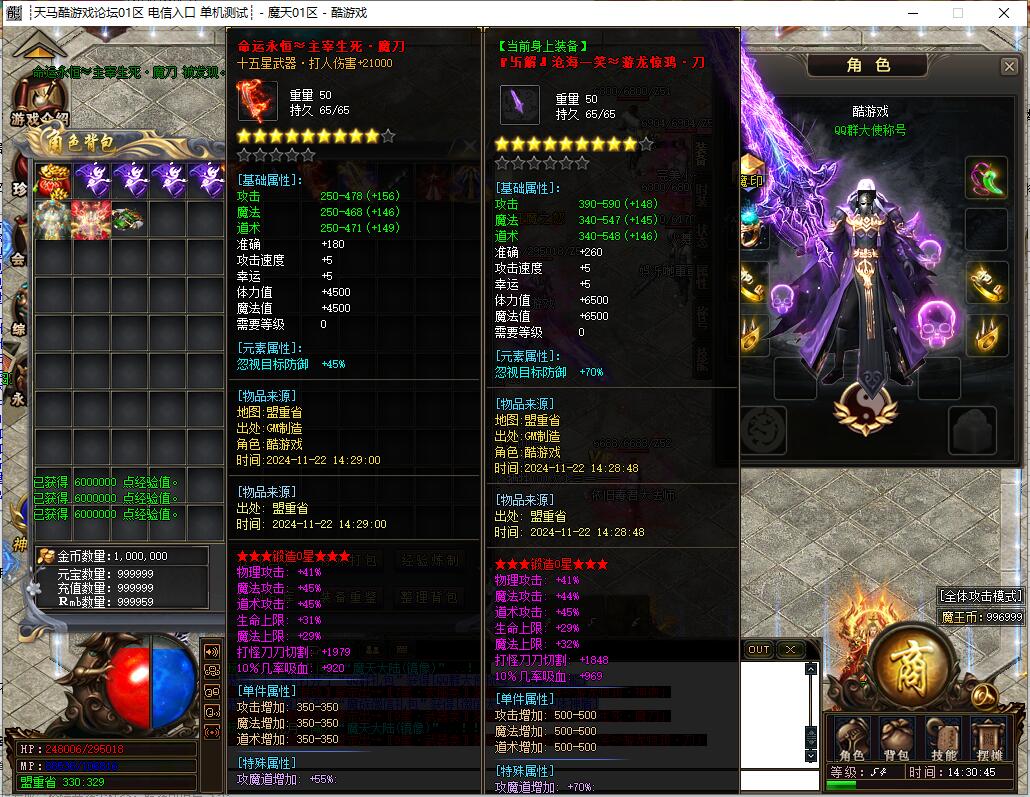 天马酷游戏论坛01区 电信入口 单机测试┊ - 魔天01区 - 酷游戏
命运永恒≈主宰生死·魔刀 被发现
游戏介绍
角色背包
珍
会
综
永
神
已获得 6000000 点经验值。
已获得 6000000 点经验值。
已获得 6000000 点经验值。
金币数量:1,000,000
元宝数量: 999999
充值数量: 999999
Rmb数量: 999959
HP: 248006/295018
MP:
盟重省 330:329
命运永恒≈主宰生死·魔刀
十五星武器·打人伤害+21000
重量 50
持久 65/65
[基础属性]:
攻击 250-478(+156)
魔法 250-468(+146)
道术 250-471(+149)
准确 +180
攻击速度 +5
幸运 +5
体力值 +4500
魔法值 +4500
需要等级 0
[元素属性]:
忽视目标防御 +45%
[物品来源]
地图:盟重省
出处:GM制造
角色:酷游戏
时间:2024-11-22 14:29:00
[物品来源]
出处: 盟重省
时间: 2024-11-22 14:29:00
★★★锻造0星★★★
物理攻击: +41%
魔法攻击: +45%
道术攻击: +45%
生命上限: +31%
魔法上限: +29%
打怪刀刀切割: +1979
10%几率吸血: +920
[单件属性]
攻击增加: 350-350
魔法增加: 350-350
道术增加: 350-350
[特殊属性]
攻魔道增加: +55%:
【当前身上装备】
沧海一笑≈游龙惊鸿·刀
重量 50
持久 65/65
[基础属性]:
攻击 390-590(+148)
魔法 340-547(+145)
道术 340-548(+146)
准确 +260
攻击速度 +5
幸运 +5
体力值 +6500
魔法值 +6500
需要等级 0
[元素属性]:
忽视目标防御 +70%
[物品来源]
地图:盟重省
出处:GM制造
角色:酷游戏
时间:2024-11-22 14:28:48
[物品来源]
出处: 盟重省
时间: 2024-11-22 14:28:48
★★★锻造0星★★★
物理攻击: +41%
魔法攻击: +44%
道术攻击: +45%
生命上限: +29%
魔法上限: +32%
打怪刀刀切割: +1848
10%几率吸血: +969
[单件属性]
攻击增加: 500-500
魔法增加: 500-500
道术增加: 500-500
[特殊属性]
攻魔道增加: +70%:
角 色
酷游戏
QQ群大使称号
魔印
[全体攻击模式]
魔王币: 996999
OUT
X
商
角色
背包
技能
摆摊
等级:
时间: 14:30:45